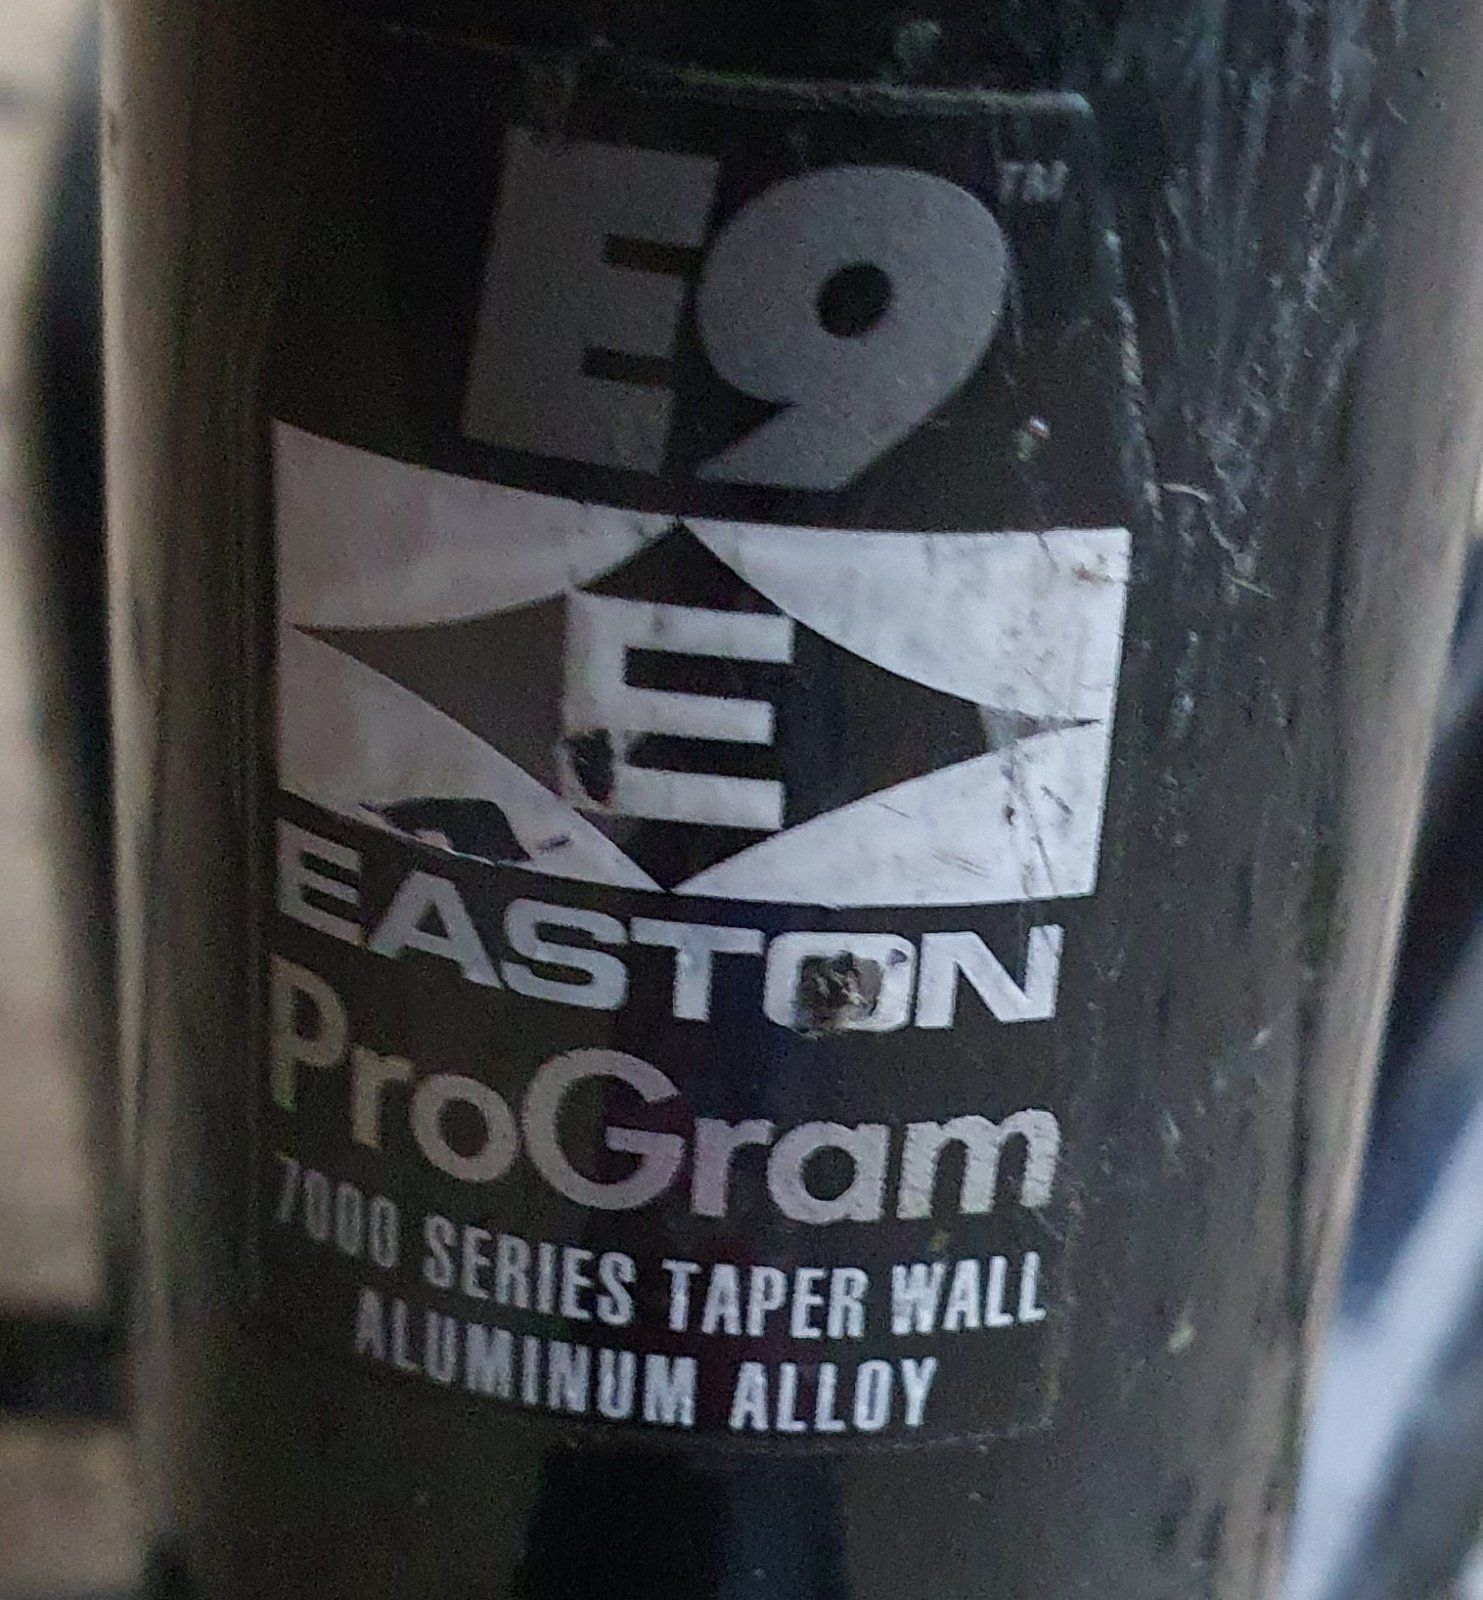 E9™
E
EASTON
ProGram
7000 SERIES TAPER WALL
ALUMINUM ALLOY